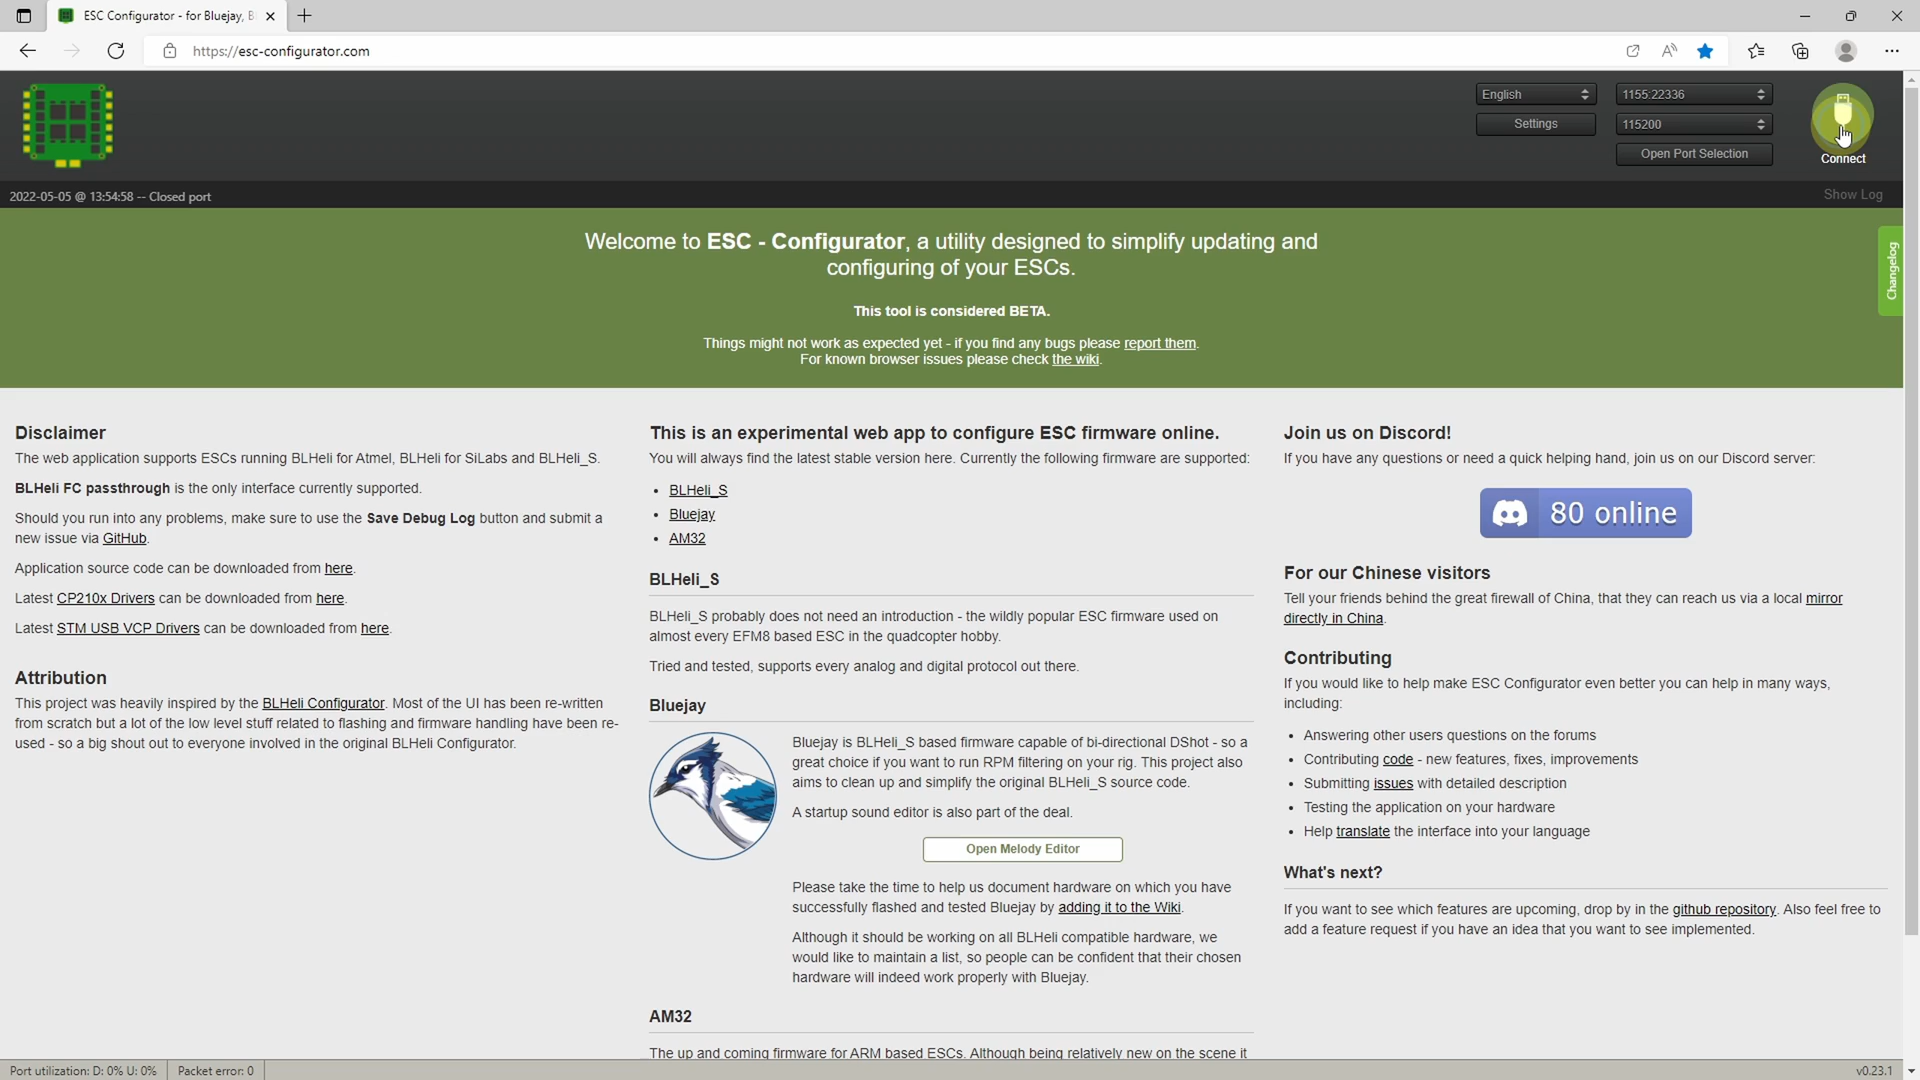 ESC Configurator - for Bluejay, B
https://esc-configurator.com
English
1155:22336
Settings
115200
Open Port Selection
Connect
2022-05-05 @ 13:54:58 -- Closed port
Show Log
Welcome to ESC - Configurator, a utility designed to simplify updating and
configuring of your ESCs.
This tool is considered BETA.
Things might not work as expected yet - if you find any bugs please report them.
For known browser issues please check the wiki.
Changelog
Disclaimer
The web application supports ESCs running BLHeli for Atmel, BLHeli for SiLabs and BLHeli_S.
BLHeli FC passthrough is the only interface currently supported.
Should you run into any problems, make sure to use the Save Debug Log button and submit a
new issue via GitHub.
Application source code can be downloaded from here.
Latest CP210x Drivers can be downloaded from here.
Latest STM USB VCP Drivers can be downloaded from here.
Attribution
This project was heavily inspired by the BLHeli Configurator. Most of the UI has been re-written
from scratch but a lot of the low level stuff related to flashing and firmware handling have been re-
used - so a big shout out to everyone involved in the original BLHeli Configurator.
This is an experimental web app to configure ESC firmware online.
You will always find the latest stable version here. Currently the following firmware are supported:
• BLHeli_S
• Bluejay
• AM32
BLHeli_S
BLHeli_S probably does not need an introduction - the wildly popular ESC firmware used on
almost every EFM8 based ESC in the quadcopter hobby.
Tried and tested, supports every analog and digital protocol out there.
Bluejay
Bluejay is BLHeli_S based firmware capable of bi-directional DShot - so a
great choice if you want to run RPM filtering on your rig. This project also
aims to clean up and simplify the original BLHeli_S source code.
A startup sound editor is also part of the deal.
Open Melody Editor
Please take the time to help us document hardware on which you have
successfully flashed and tested Bluejay by adding it to the Wiki.
Although it should be working on all BLHeli compatible hardware, we
would like to maintain a list, so people can be confident that their chosen
hardware will indeed work properly with Bluejay.
AM32
The up and coming firmware for ARM based ESCs. Although being relatively new on the scene it
Join us on Discord!
If you have any questions or need a quick helping hand, join us on our Discord server:
80 online
For our Chinese visitors
Tell your friends behind the great firewall of China, that they can reach us via a local mirror
directly in China.
Contributing
If you would like to help make ESC Configurator even better you can help in many ways,
including:
• Answering other users questions on the forums
• Contributing code - new features, fixes, improvements
• Submitting issues with detailed description
• Testing the application on your hardware
• Help translate the interface into your language
What's next?
If you want to see which features are upcoming, drop by in the github repository. Also feel free to
add a feature request if you have an idea that you want to see implemented.
Port utilization: D: 0% U: 0%
Packet error: 0
v0.23.1